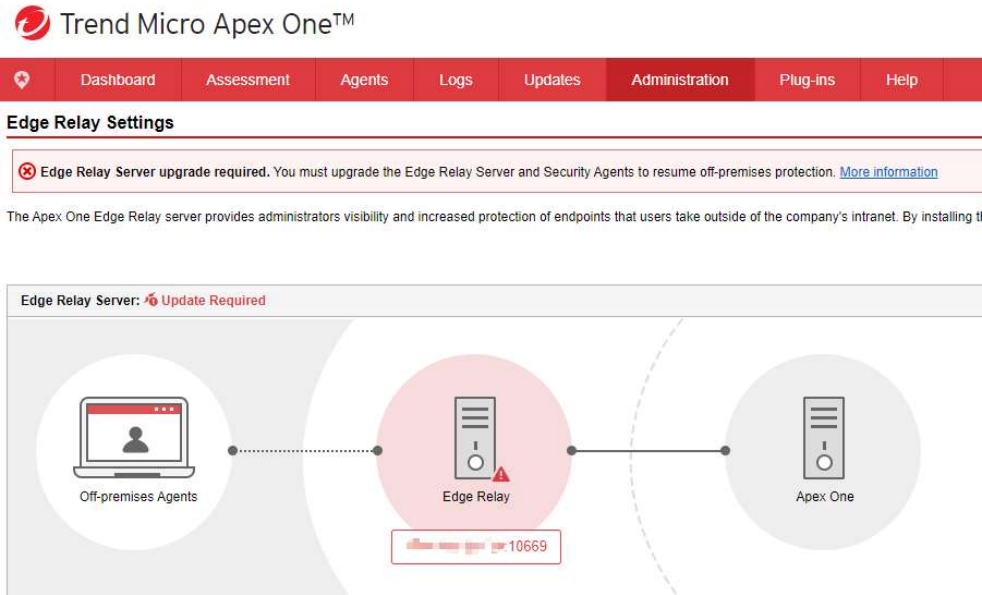 Trend Micro Apex One™
Dashboard Assessment Agents Logs Updates Administration Plug-ins Help
Edge Relay Settings
Edge Relay Server upgrade required. You must upgrade the Edge Relay Server and Security Agents to resume off-premises protection. More information
The Apex One Edge Relay server provides administrators visibility and increased protection of endpoints that users take outside of the company's intranet. By installing
Edge Relay Server: Update Required
Off-premises Agents
Edge Relay
Apex One
:10669